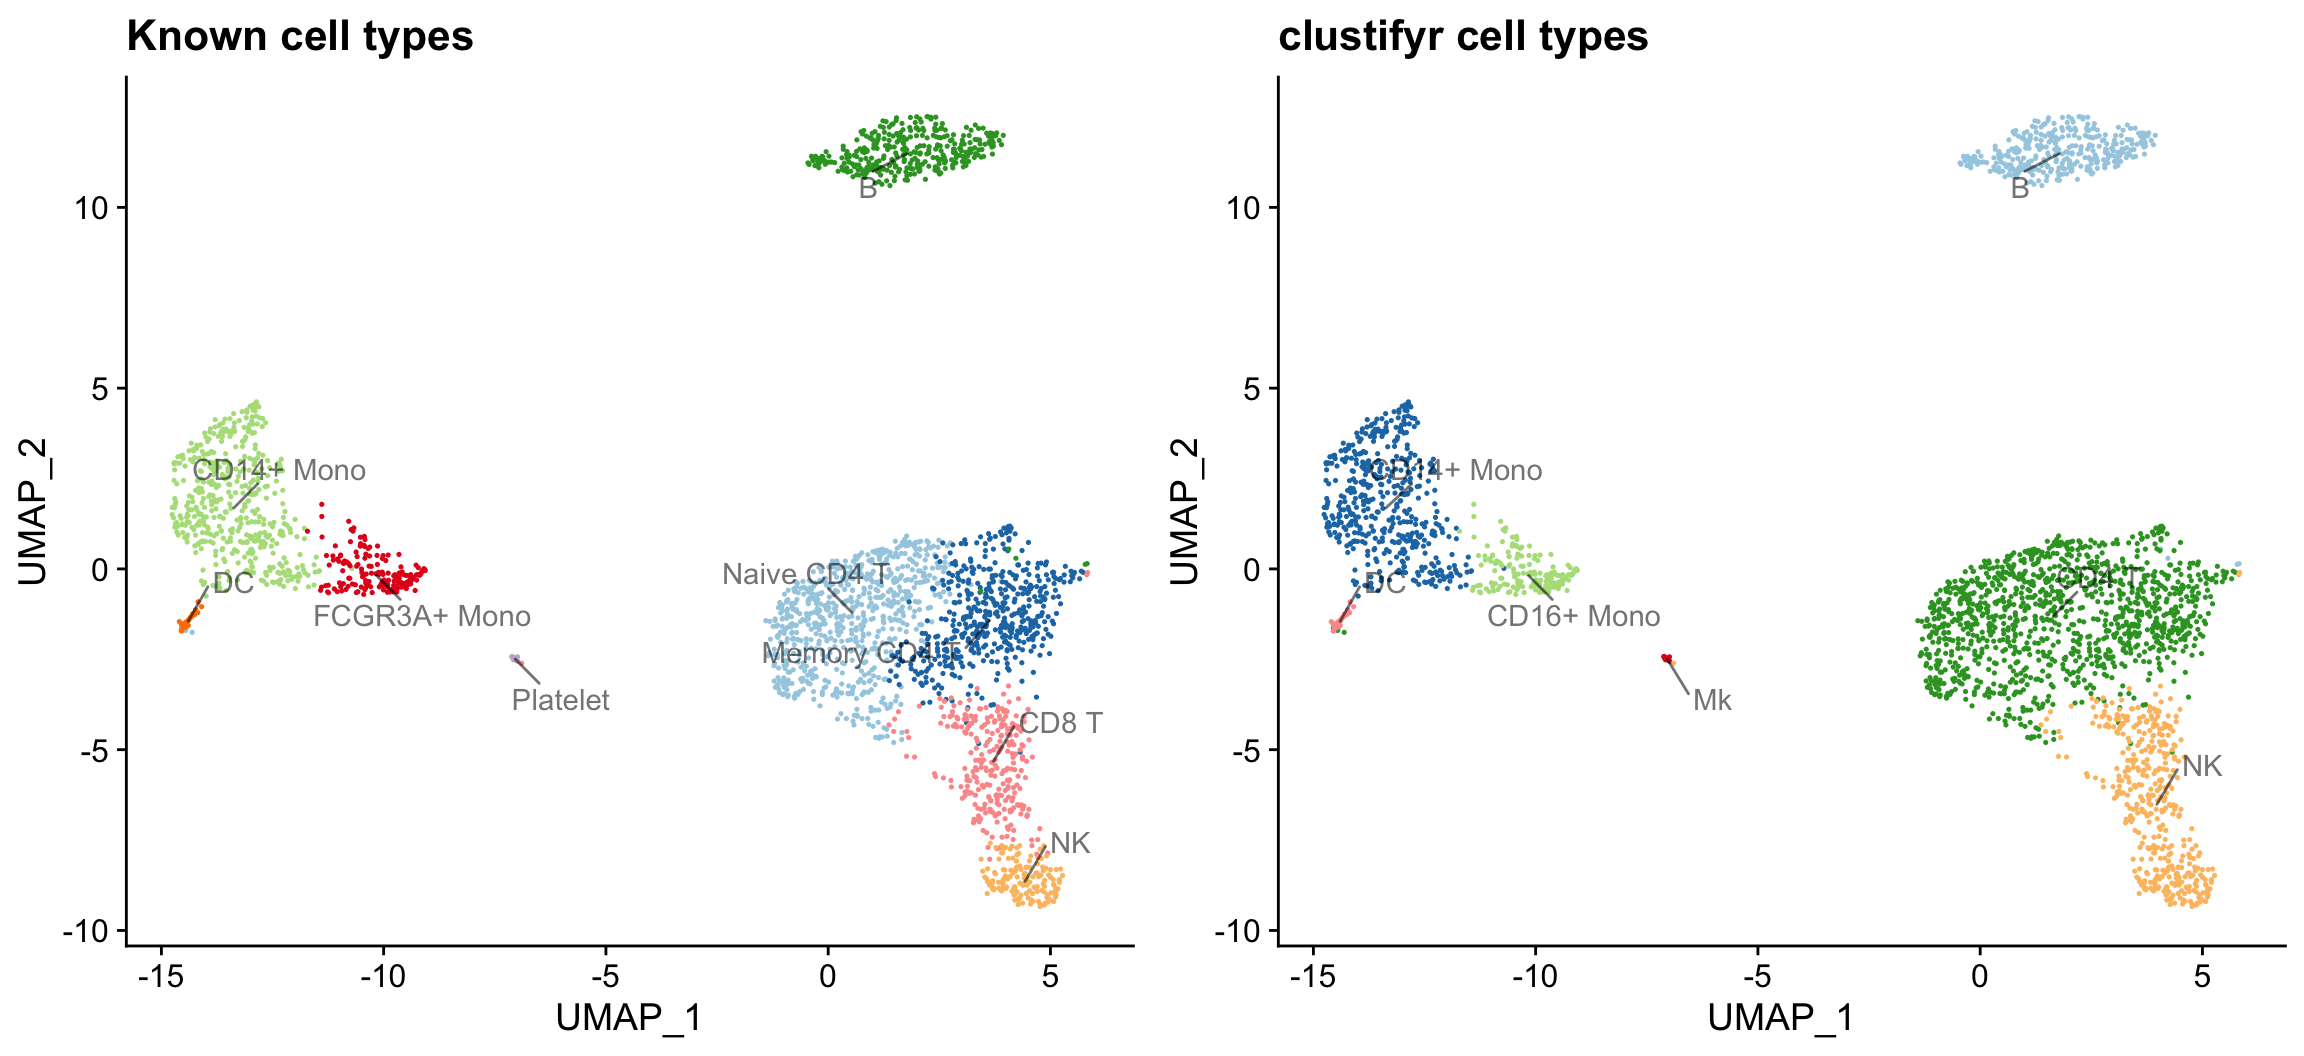 Known cell types
10
5
0
-5
-10
UMAP_2
-15
-10
-5
0
5
UMAP_1
B
CD14+ Mono
DC
FCGR3A+ Mono
Platelet
Naive CD4 T
Memory CD4 T
CD8 T
NK
clustifyr cell types
10
5
0
-5
-10
UMAP_2
-15
-10
-5
0
5
UMAP_1
B
CD14+ Mono
DC
CD16+ Mono
Mk
CD4 T
NK